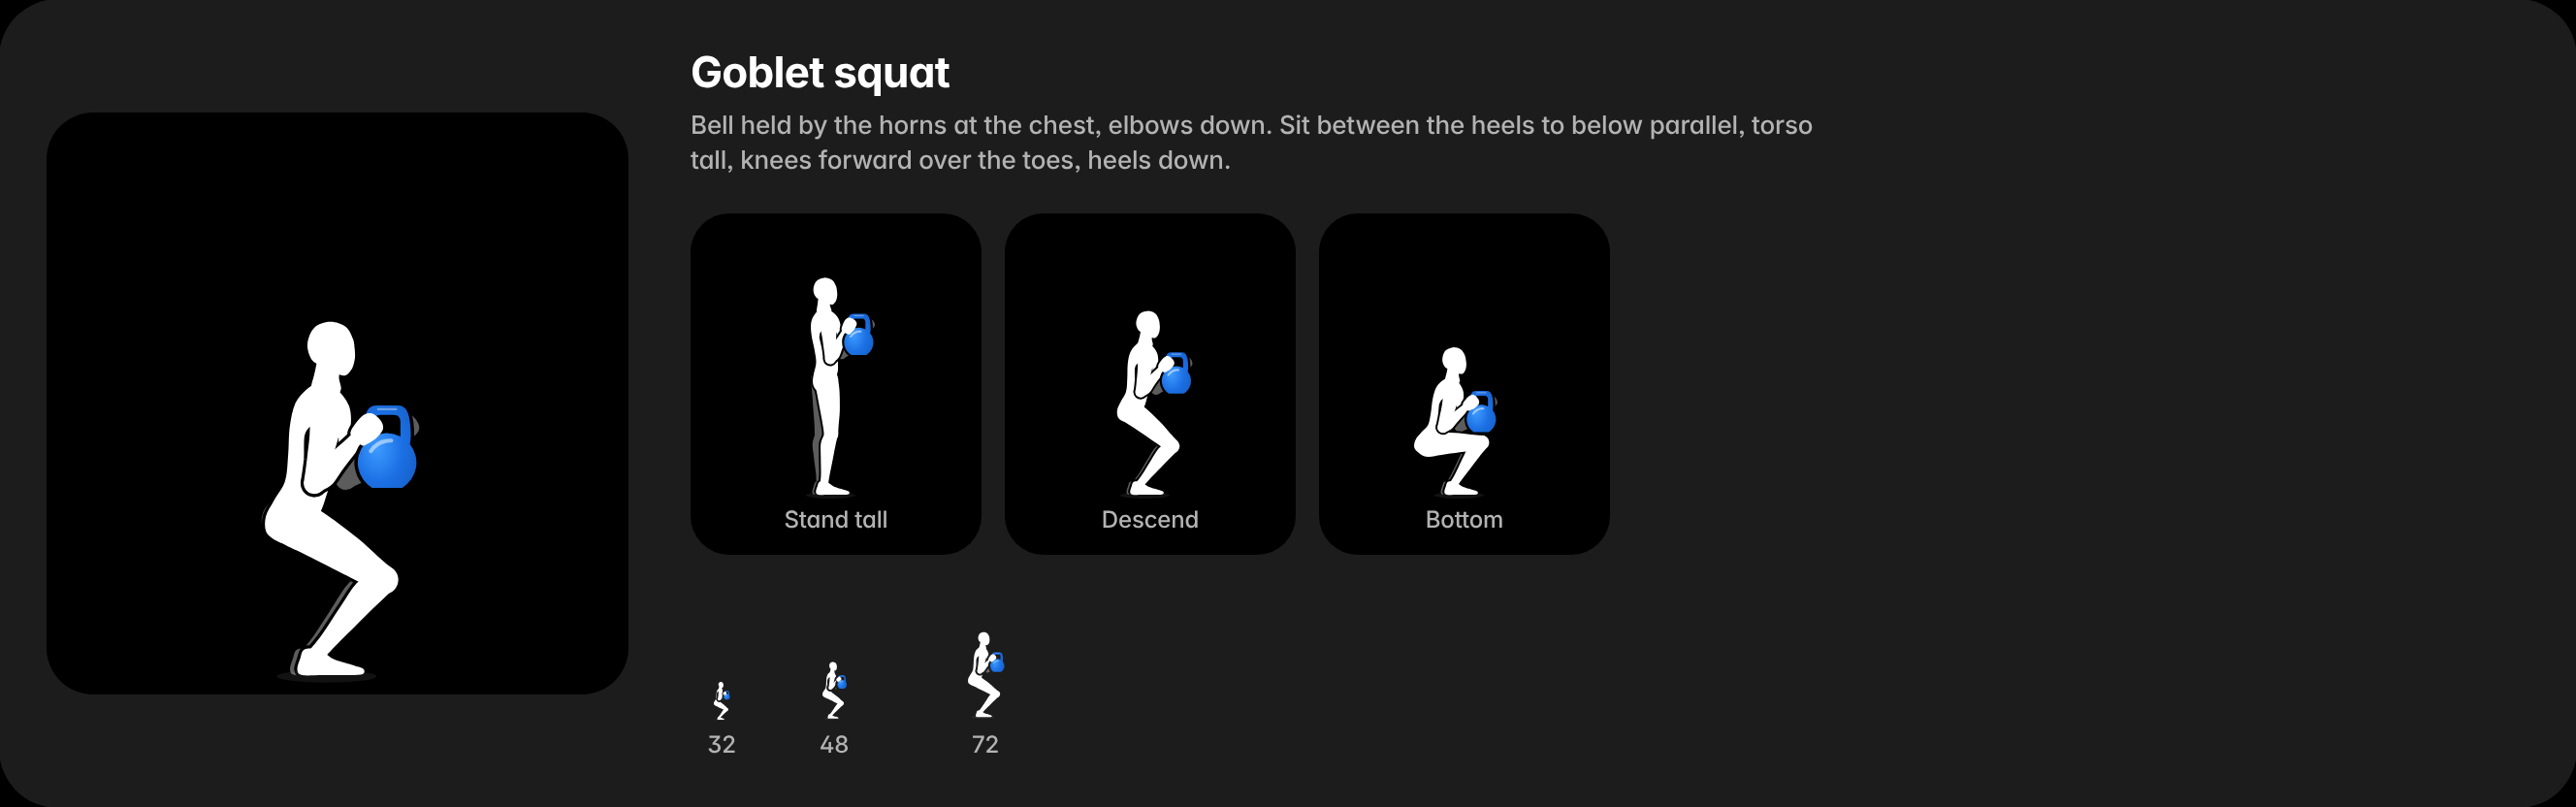 Goblet squat
Bell held by the horns at the chest, elbows down. Sit between the heels to below parallel, torso
tall, knees forward over the toes, heels down.
Stand tall
Descend
Bottom
32
48
72